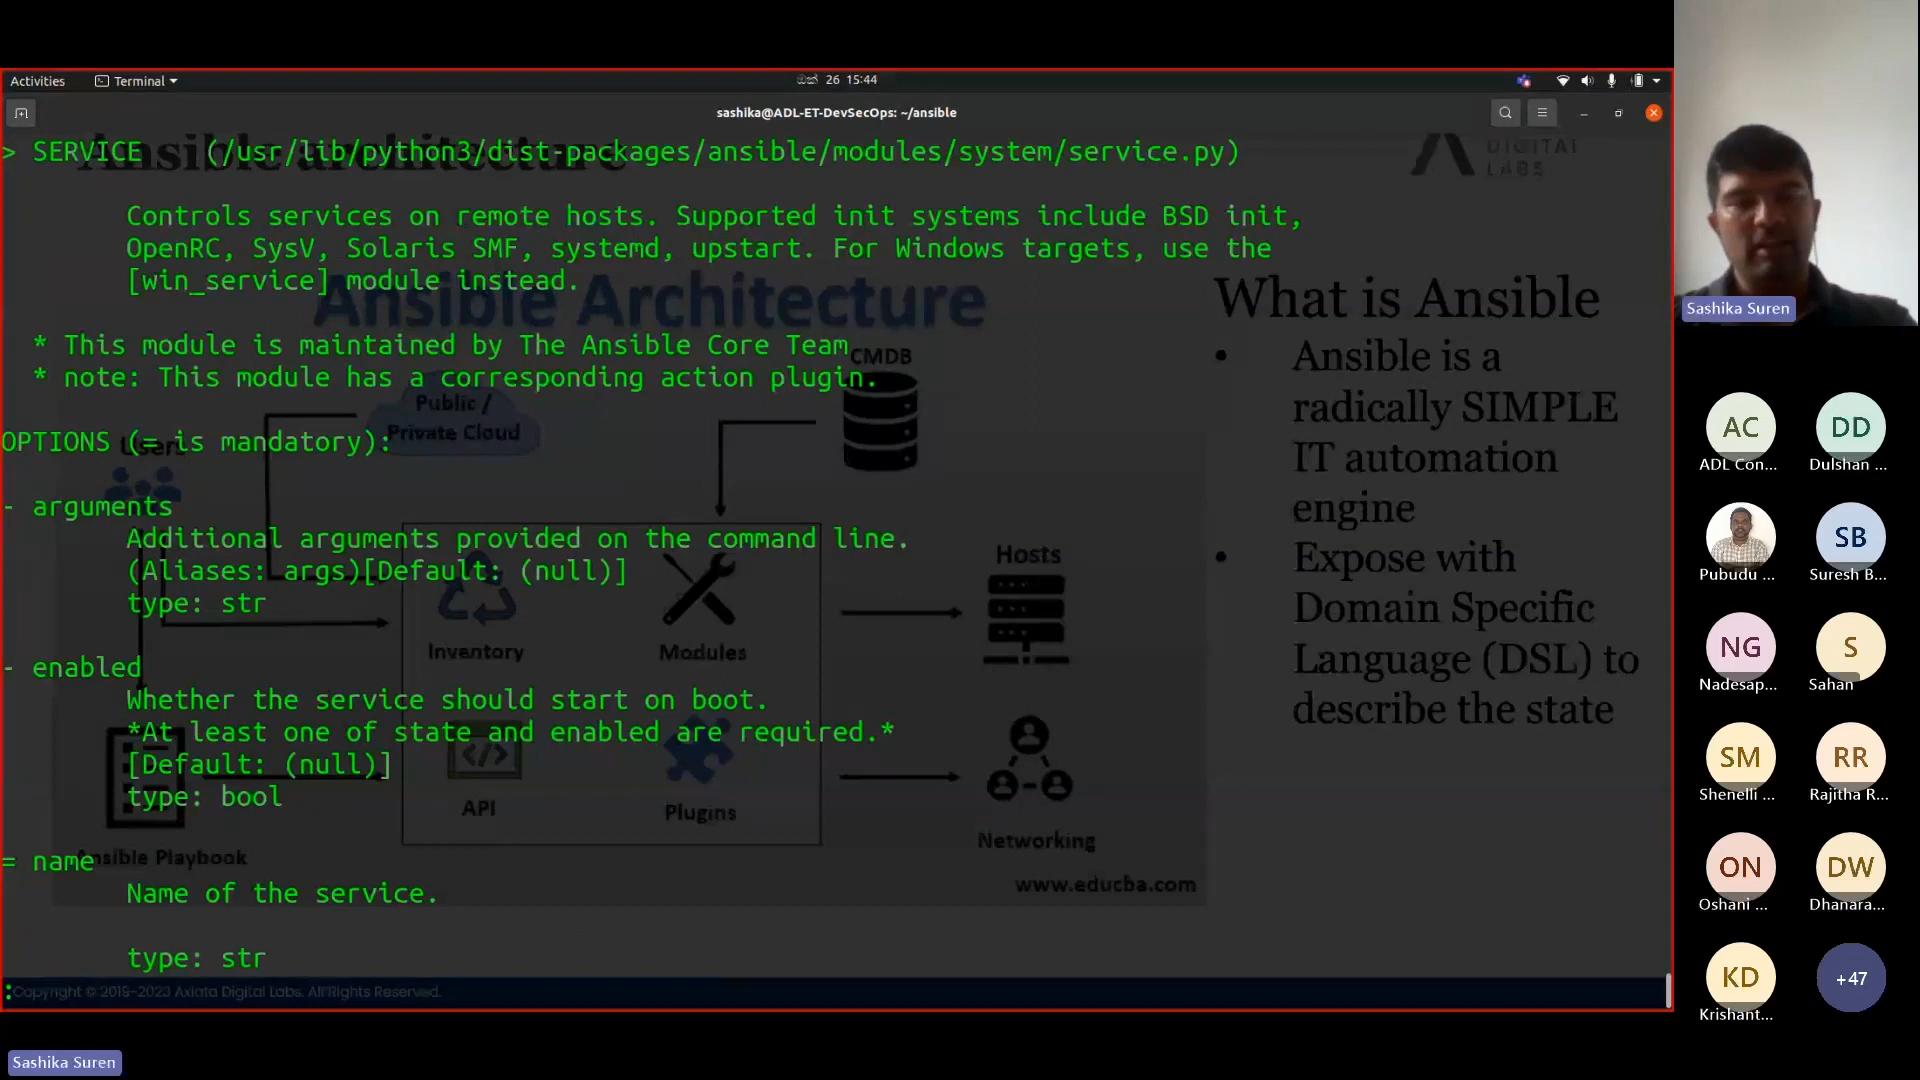 Activities
Terminal
ඔක් 26 15:44
sashika@ADL-ET-DevSecOps: ~/ansible
> SERVICE (/usr/lib/python3/dist-packages/ansible/modules/system/service.py)
Controls services on remote hosts. Supported init systems include BSD init,
OpenRC, SysV, Solaris SMF, systemd, upstart. For Windows targets, use the
[win_service] module instead.
* This module is maintained by The Ansible Core Team
* note: This module has a corresponding action plugin.
OPTIONS (= is mandatory):
- arguments
Additional arguments provided on the command line.
(Aliases: args)[Default: (null)]
type: str
- enabled
Whether the service should start on boot.
*At least one of state and enabled are required.*
[Default: (null)]
type: bool
= name
Name of the service.
type: str
:
Ansible architecture
DIGITAL
LABS
Ansible Architecture
CMDB
Public /
Private Cloud
Users
Inventory
Modules
Hosts
</>
API
Plugins
Networking
Ansible Playbook
www.educba.com
What is Ansible
• Ansible is a
radically SIMPLE
IT automation
engine
• Expose with
Domain Specific
Language (DSL) to
describe the state
Copyright © 2019-2023 Axiata Digital Labs. All Rights Reserved.
Sashika Suren
AC
ADL Con...
DD
Dulshan ...
Pubudu ...
SB
Suresh B...
NG
Nadesap...
S
Sahan
SM
Shenelli ...
RR
Rajitha R...
ON
Oshani ...
DW
Dhanara...
KD
Krishant...
+47
Sashika Suren